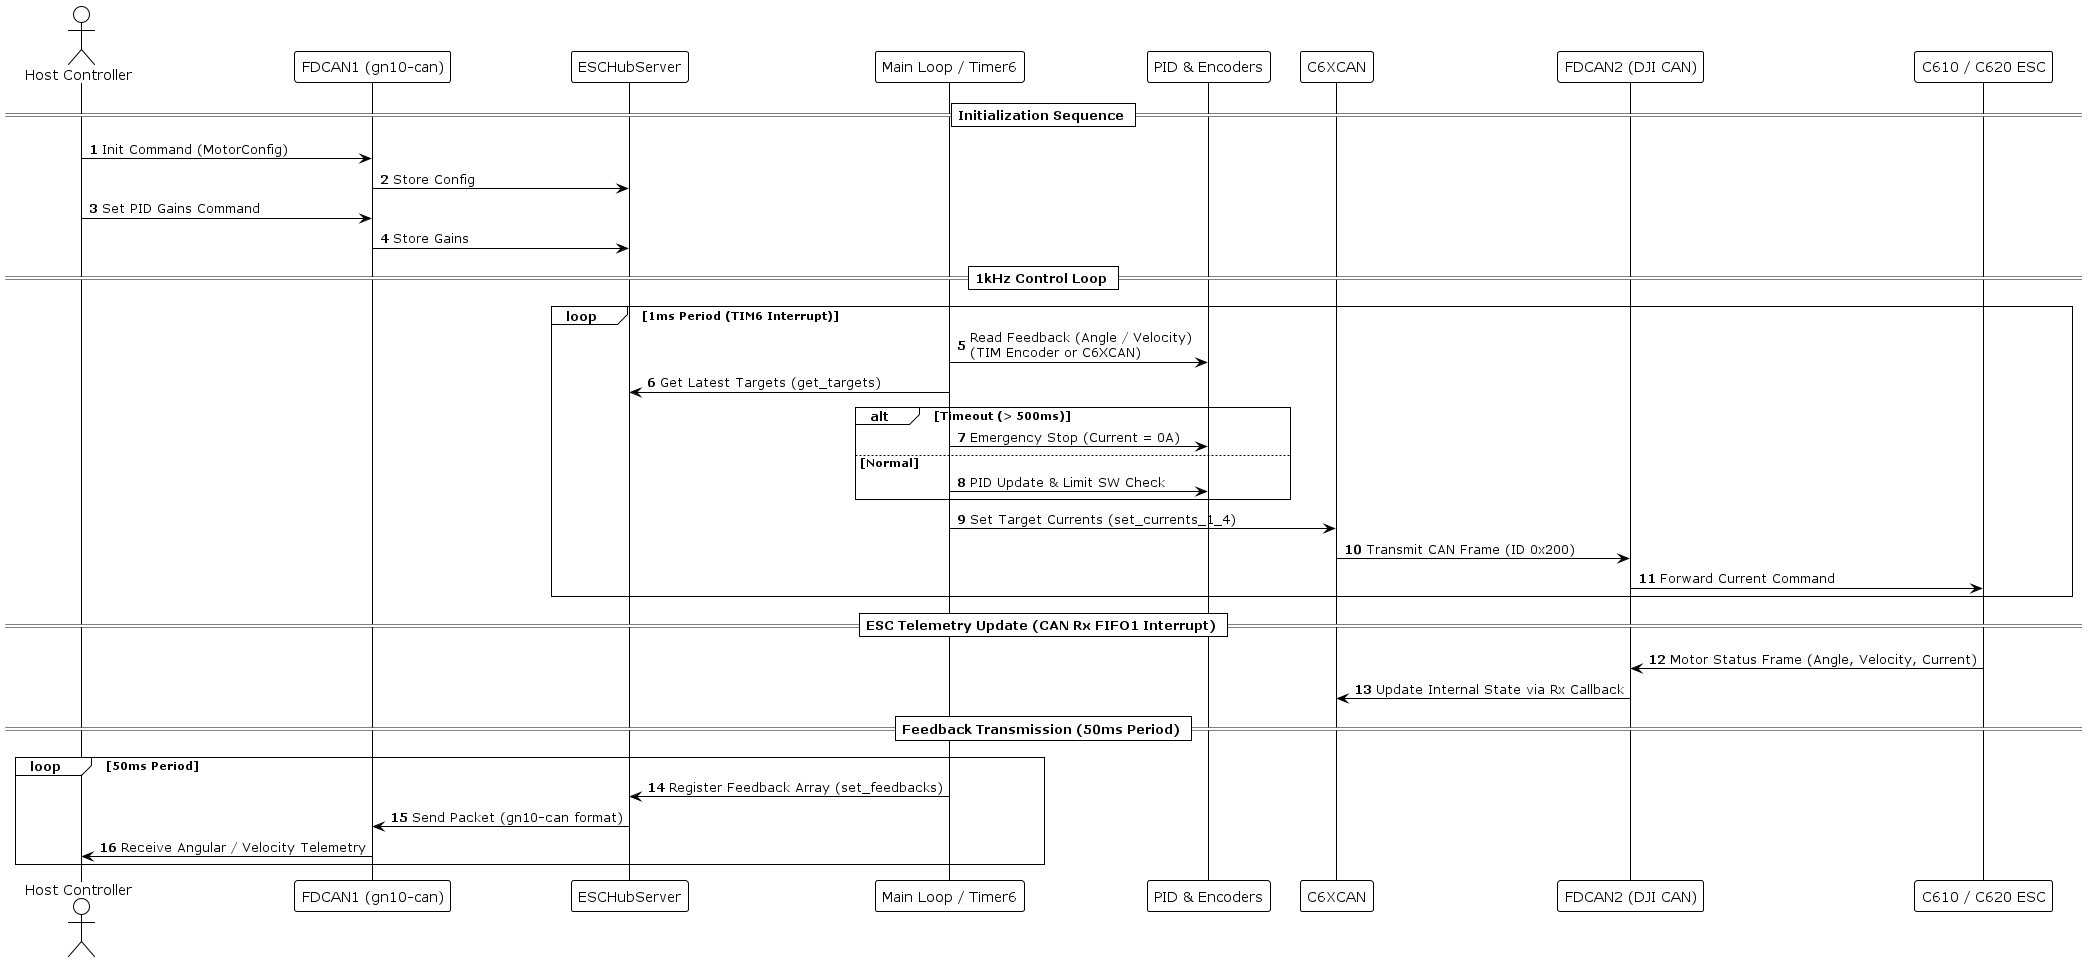 Host Controller
FDCAN1 (gn10-can)
ESCHubServer
Main Loop / Timer6
PID & Encoders
C6XCAN
FDCAN2 (DJI CAN)
C610 / C620 ESC
Initialization Sequence
1 Init Command (MotorConfig)
2 Store Config
3 Set PID Gains Command
4 Store Gains
1kHz Control Loop
loop [1ms Period (TIM6 Interrupt)]
5 Read Feedback (Angle / Velocity)
(TIM Encoder or C6XCAN)
6 Get Latest Targets (get_targets)
alt [Timeout (> 500ms)]
7 Emergency Stop (Current = 0A)
[Normal]
8 PID Update & Limit SW Check
9 Set Target Currents (set_currents_1_4)
10 Transmit CAN Frame (ID 0x200)
11 Forward Current Command
ESC Telemetry Update (CAN Rx FIFO1 Interrupt)
12 Motor Status Frame (Angle, Velocity, Current)
13 Update Internal State via Rx Callback
Feedback Transmission (50ms Period)
loop [50ms Period]
14 Register Feedback Array (set_feedbacks)
15 Send Packet (gn10-can format)
16 Receive Angular / Velocity Telemetry
Host Controller
FDCAN1 (gn10-can)
ESCHubServer
Main Loop / Timer6
PID & Encoders
C6XCAN
FDCAN2 (DJI CAN)
C610 / C620 ESC